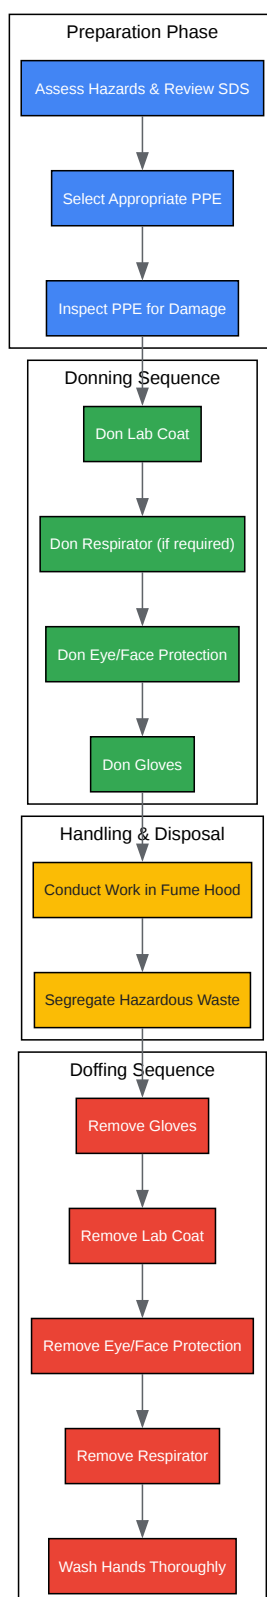 Preparation Phase
Assess Hazards & Review SDS
Select Appropriate PPE
Inspect PPE for Damage
Donning Sequence
Don Lab Coat
Don Respirator (if required)
Don Eye/Face Protection
Don Gloves
Handling & Disposal
Conduct Work in Fume Hood
Segregate Hazardous Waste
Doffing Sequence
Remove Gloves
Remove Lab Coat
Remove Eye/Face Protection
Remove Respirator
Wash Hands Thoroughly